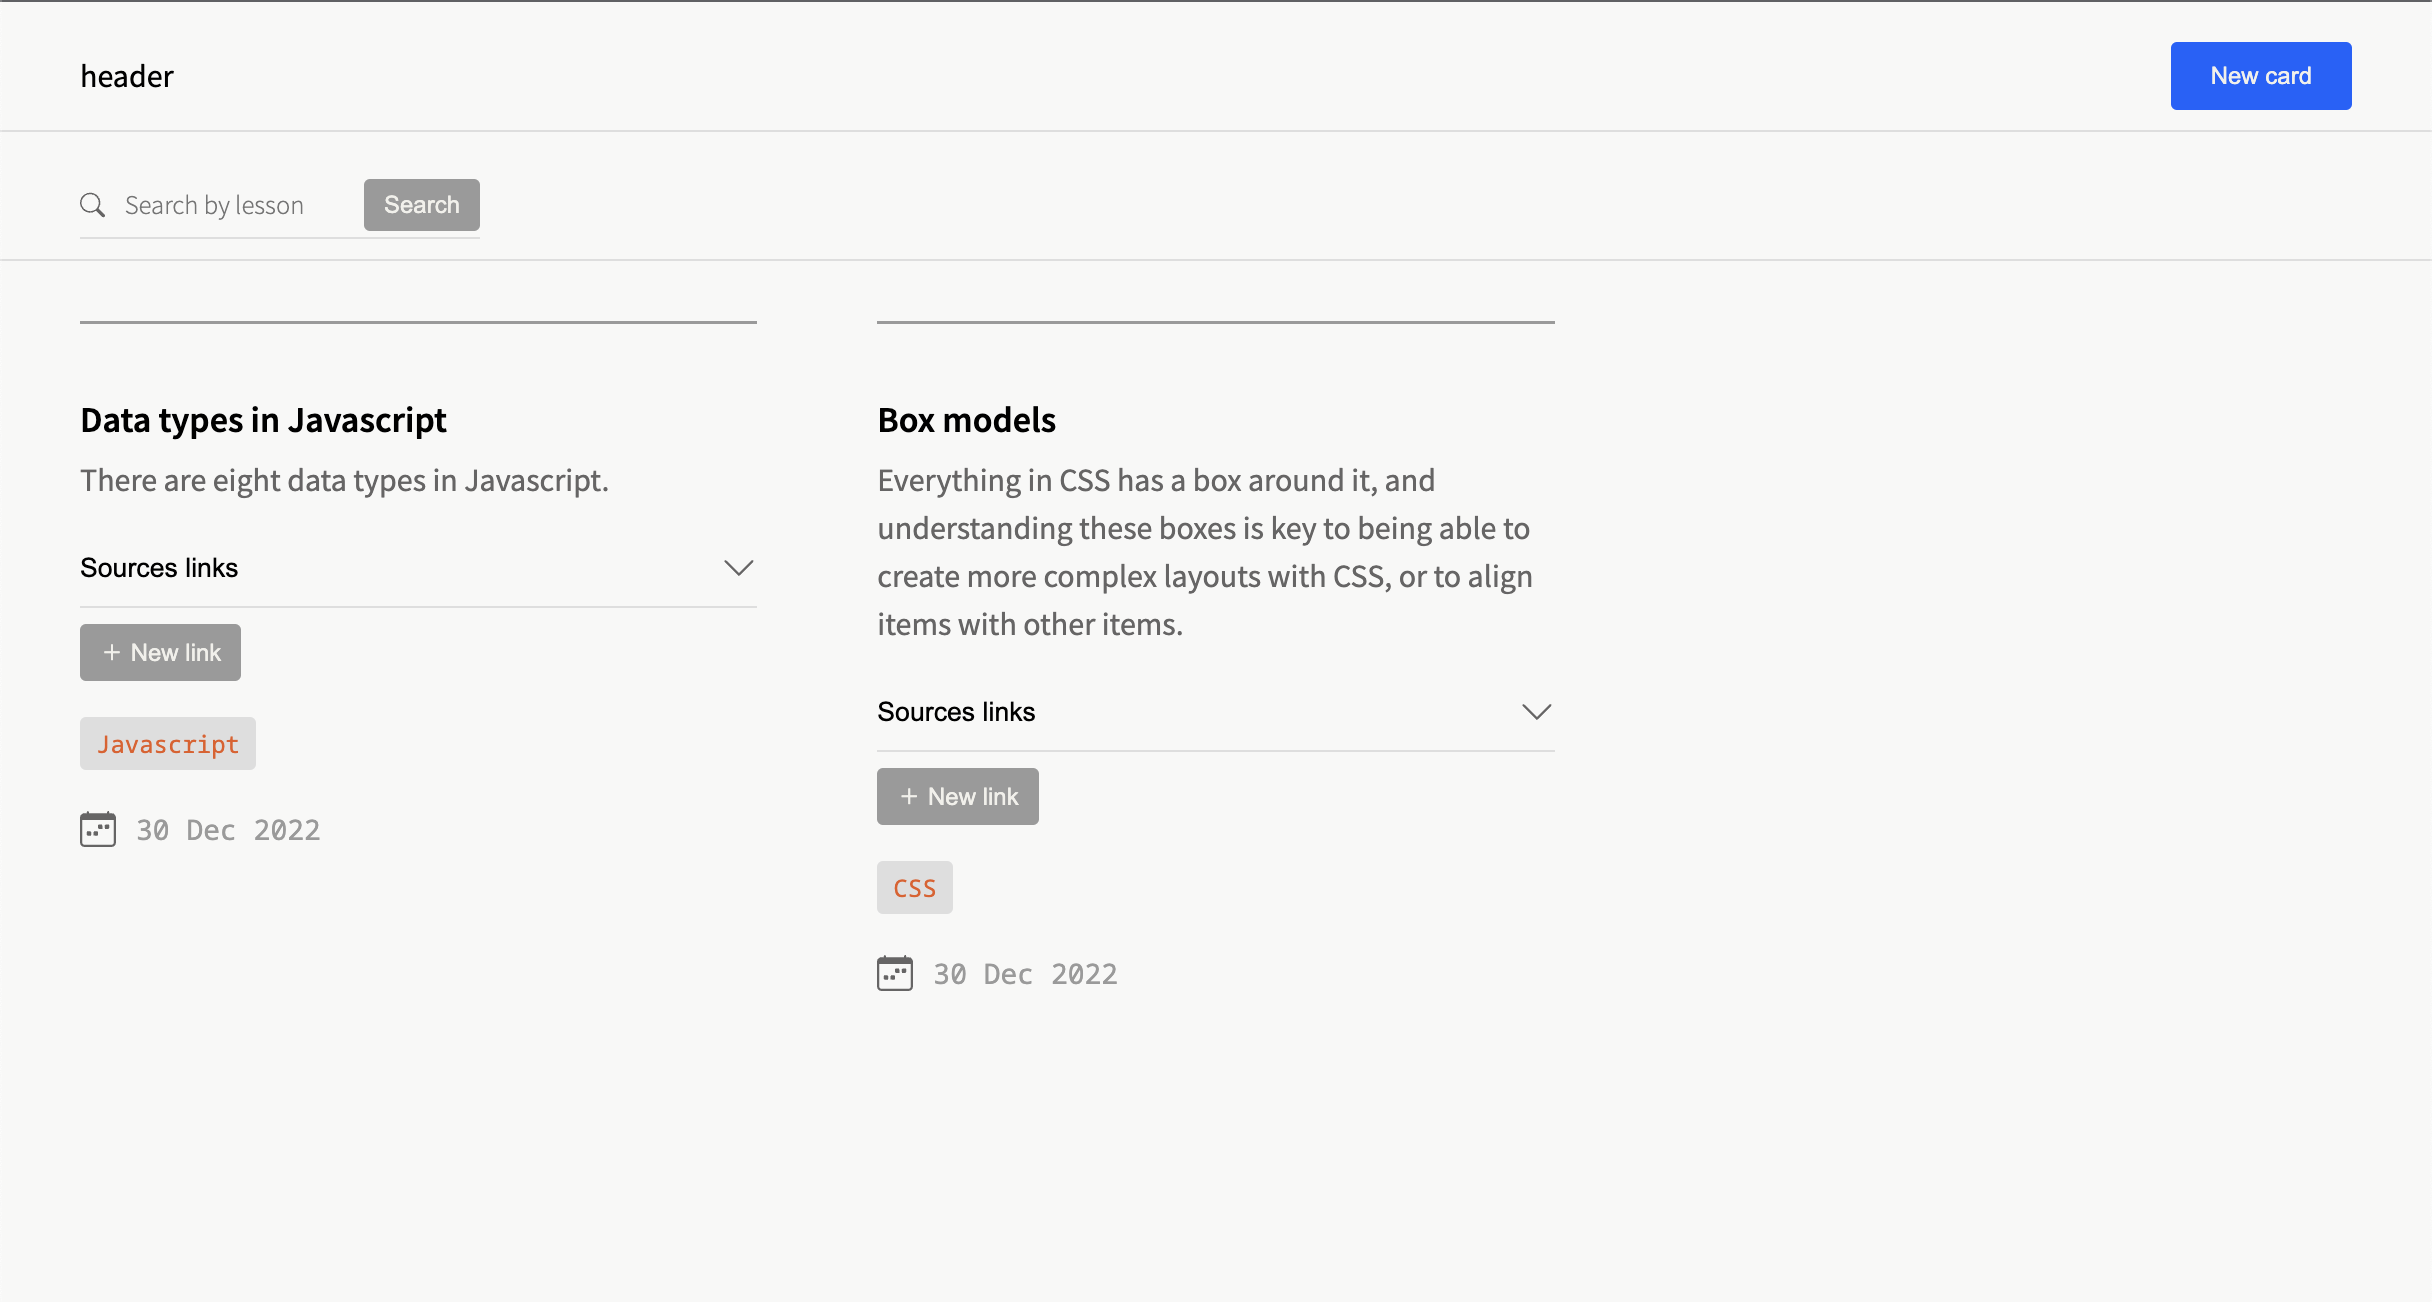 header
New card
Search by lesson
Search
Data types in Javascript
There are eight data types in Javascript.
Sources links
+ New link
Javascript
30 Dec 2022
Box models
Everything in CSS has a box around it, and
understanding these boxes is key to being able to
create more complex layouts with CSS, or to align
items with other items.
Sources links
+ New link
CSS
30 Dec 2022